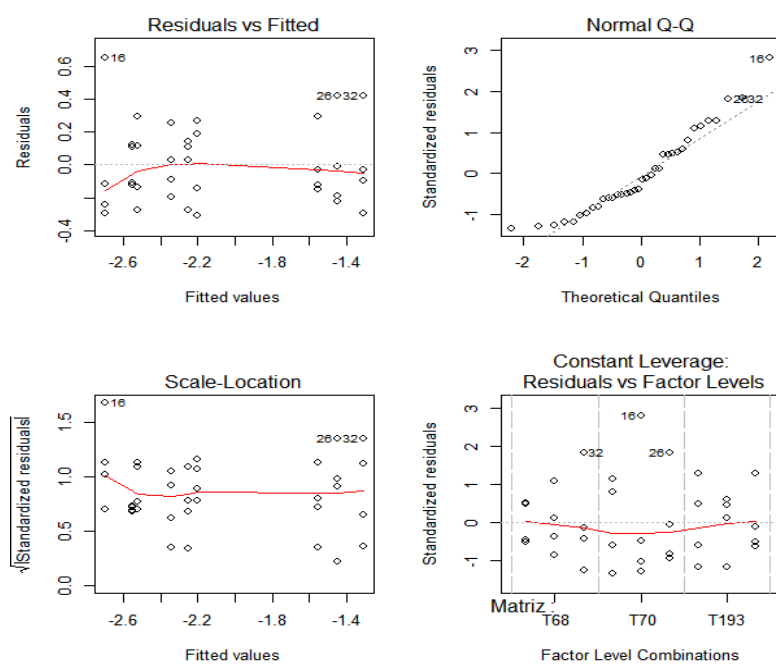 Residuals vs Fitted
Residuals
0.6
0.2
0.0
-0.4
16
26
32
-2.6
-2.2
-1.8
-1.4
Fitted values
Normal Q-Q
Standardized residuals
3
2
1
0
-1
16
2632
-2
-1
0
1
2
Theoretical Quantiles
Scale-Location
√|Standardized residuals|
1.5
1.0
0.5
0.0
16
26
32
-2.6
-2.2
-1.8
-1.4
Fitted values
Constant Leverage:
Residuals vs Factor Levels
Standardized residuals
3
2
1
0
-1
16
32
26
Matriz :
T68
T70
T193
Factor Level Combinations